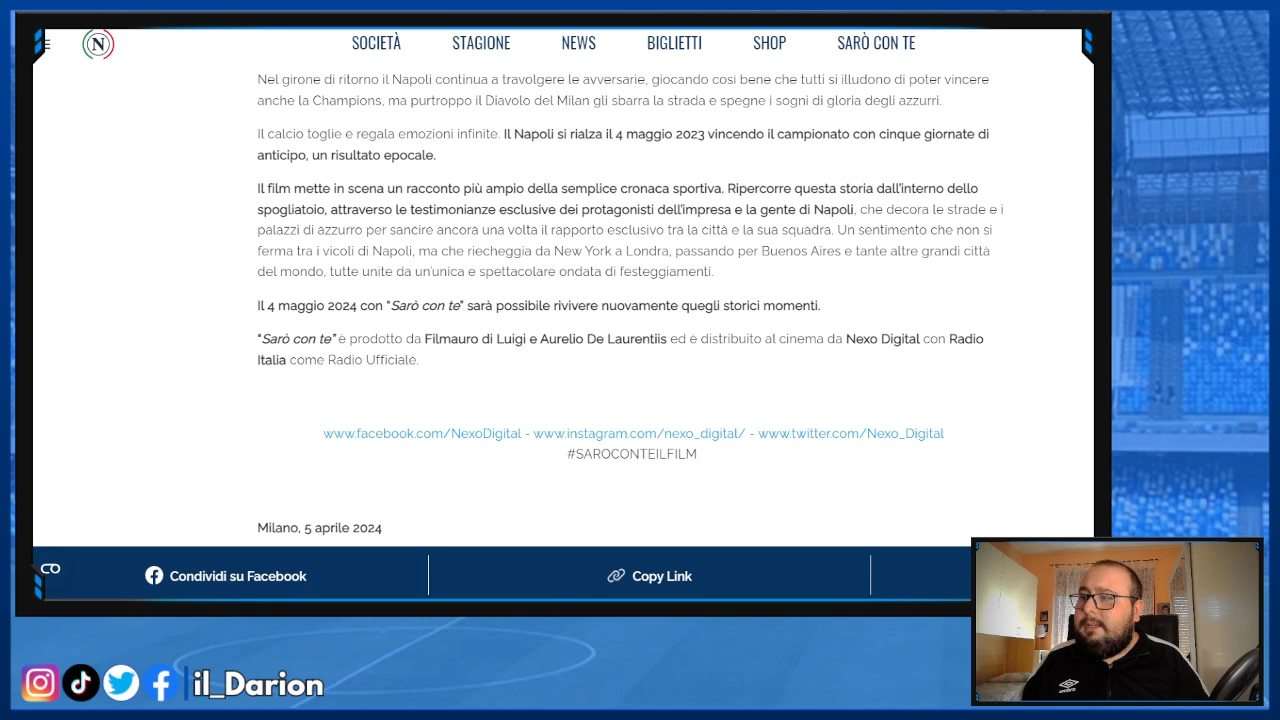 N
SOCIETÀ STAGIONE NEWS BIGLIETTI SHOP SARÒ CON TE
Nel girone di ritorno il Napoli continua a travolgere le avversarie, giocando così bene che tutti si illudono di poter vincere
anche la Champions, ma purtroppo il Diavolo del Milan gli sbarra la strada e spegne i sogni di gloria degli azzurri.
Il calcio toglie e regala emozioni infinite. Il Napoli si rialza il 4 maggio 2023 vincendo il campionato con cinque giornate di
anticipo, un risultato epocale.
Il film mette in scena un racconto più ampio della semplice cronaca sportiva. Ripercorre questa storia dall'interno dello
spogliatoio, attraverso le testimonianze esclusive dei protagonisti dell'impresa e la gente di Napoli, che decora le strade e i
palazzi di azzurro per sancire ancora una volta il rapporto esclusivo tra la città e la sua squadra. Un sentimento che non si
ferma tra i vicoli di Napoli, ma che riecheggia da New York a Londra, passando per Buenos Aires e tante altre grandi città
del mondo, tutte unite da un'unica e spettacolare ondata di festeggiamenti.
Il 4 maggio 2024 con "Sarò con te" sarà possibile rivivere nuovamente quegli storici momenti.
"Sarò con te" è prodotto da Filmauro di Luigi e Aurelio De Laurentiis ed è distribuito al cinema da Nexo Digital con Radio
Italia come Radio Ufficiale.
www.facebook.com/NexoDigital - www.instagram.com/nexo_digital/ - www.twitter.com/Nexo_Digital
#SAROCONTEILFILM
Milano, 5 aprile 2024
Condividi su Facebook Copy Link
umbro
il_Darion